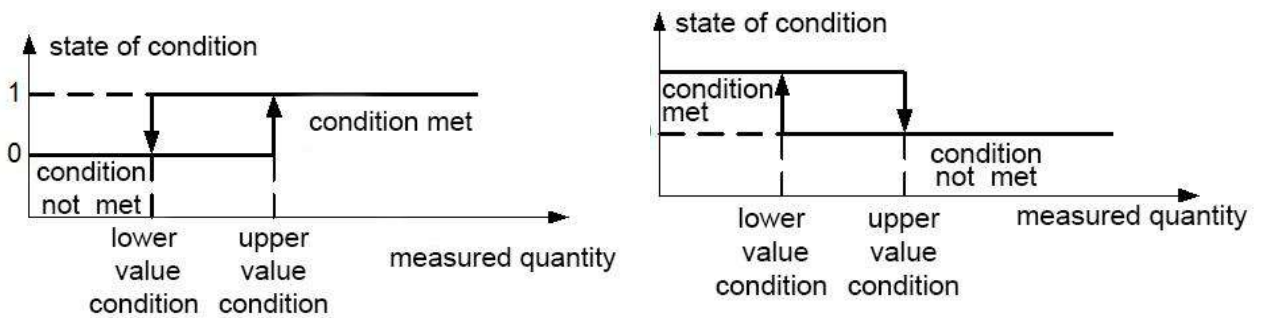 state of condition
1
condition met
0
condition
not met
lower
value
condition
upper
value
condition
measured quantity
state of condition
condition
met
condition
not met
lower
value
condition
upper
value
condition
measured quantity